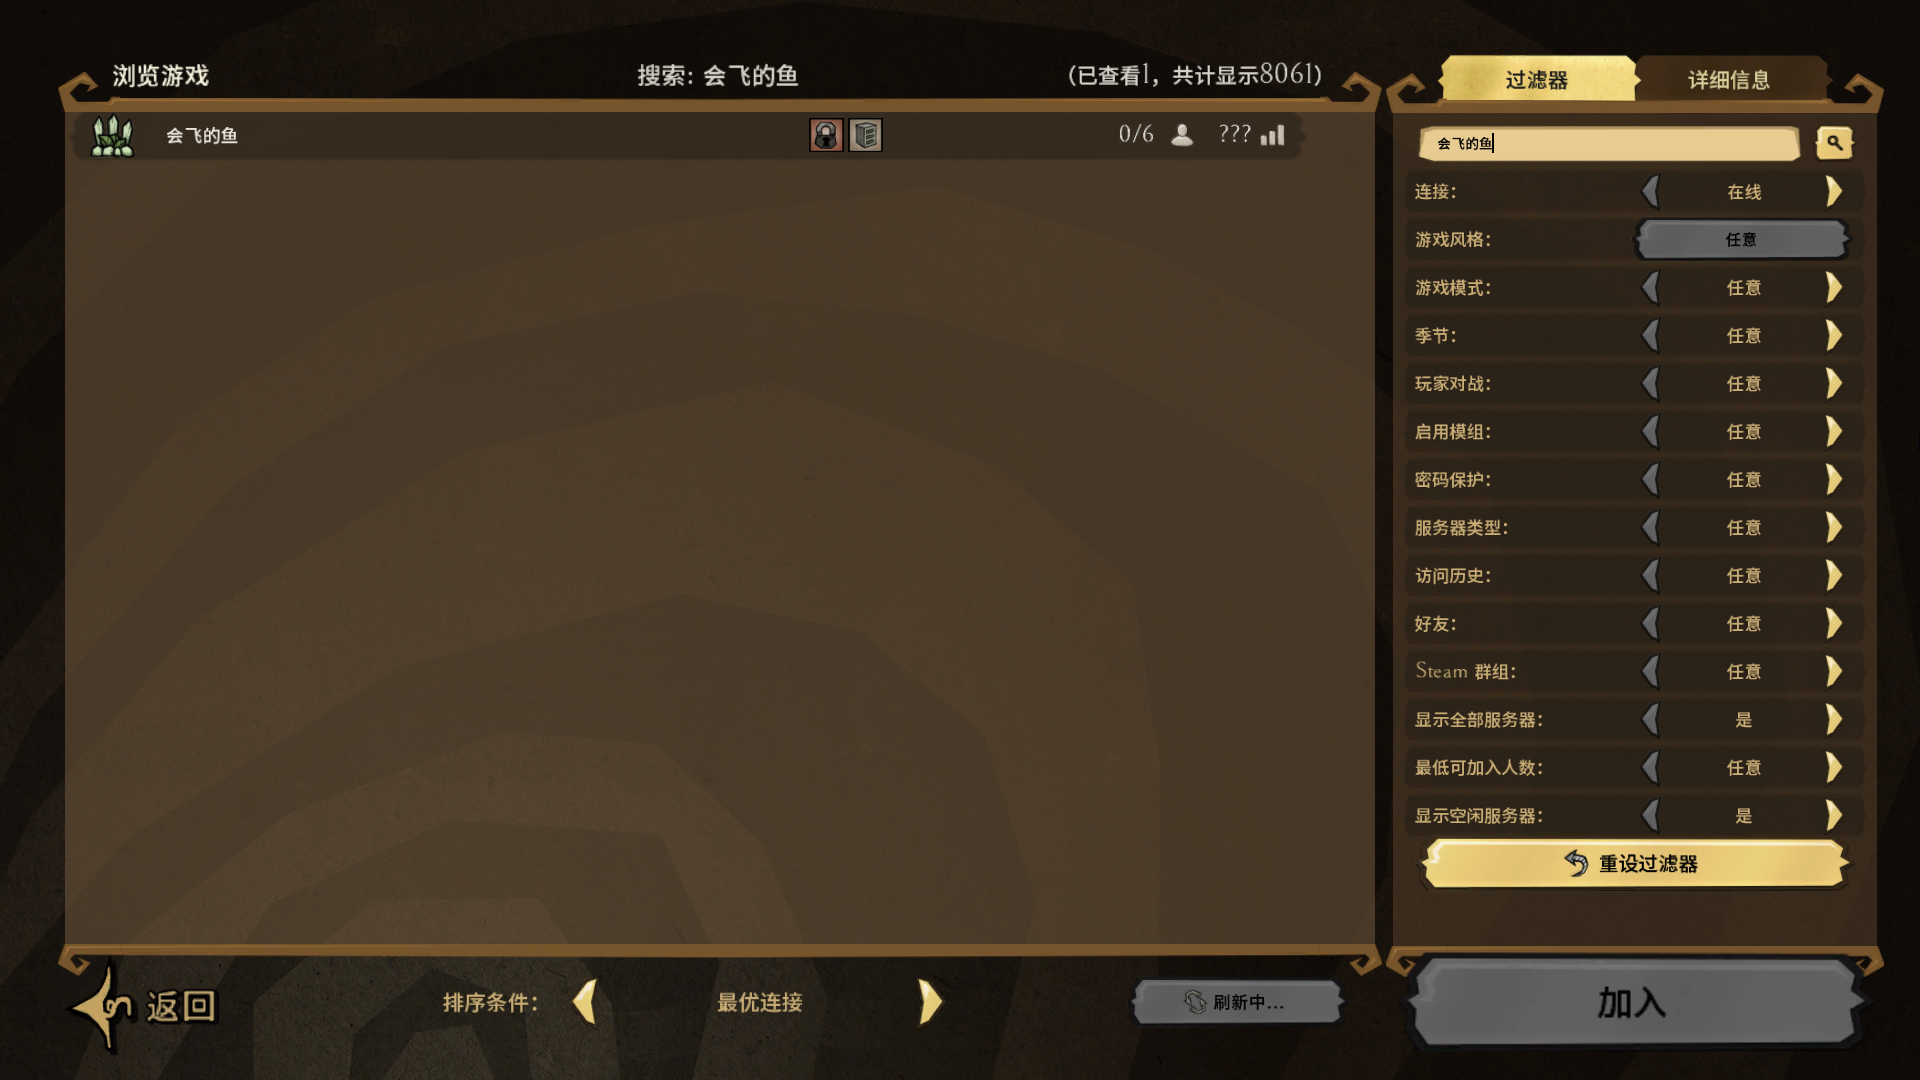 浏览游戏
搜索: 会飞的鱼
(已查看1, 共计显示8061)
会飞的鱼
0/6
???
过滤器
详细信息
会飞的鱼
连接:
在线
游戏风格:
任意
游戏模式:
任意
季节:
任意
玩家对战:
任意
启用模组:
任意
密码保护:
任意
服务器类型:
任意
访问历史:
任意
好友:
任意
Steam 群组:
任意
显示全部服务器:
是
最低可加入人数:
任意
显示空闲服务器:
是
重设过滤器
返回
排序条件:
最优连接
刷新中...
加入